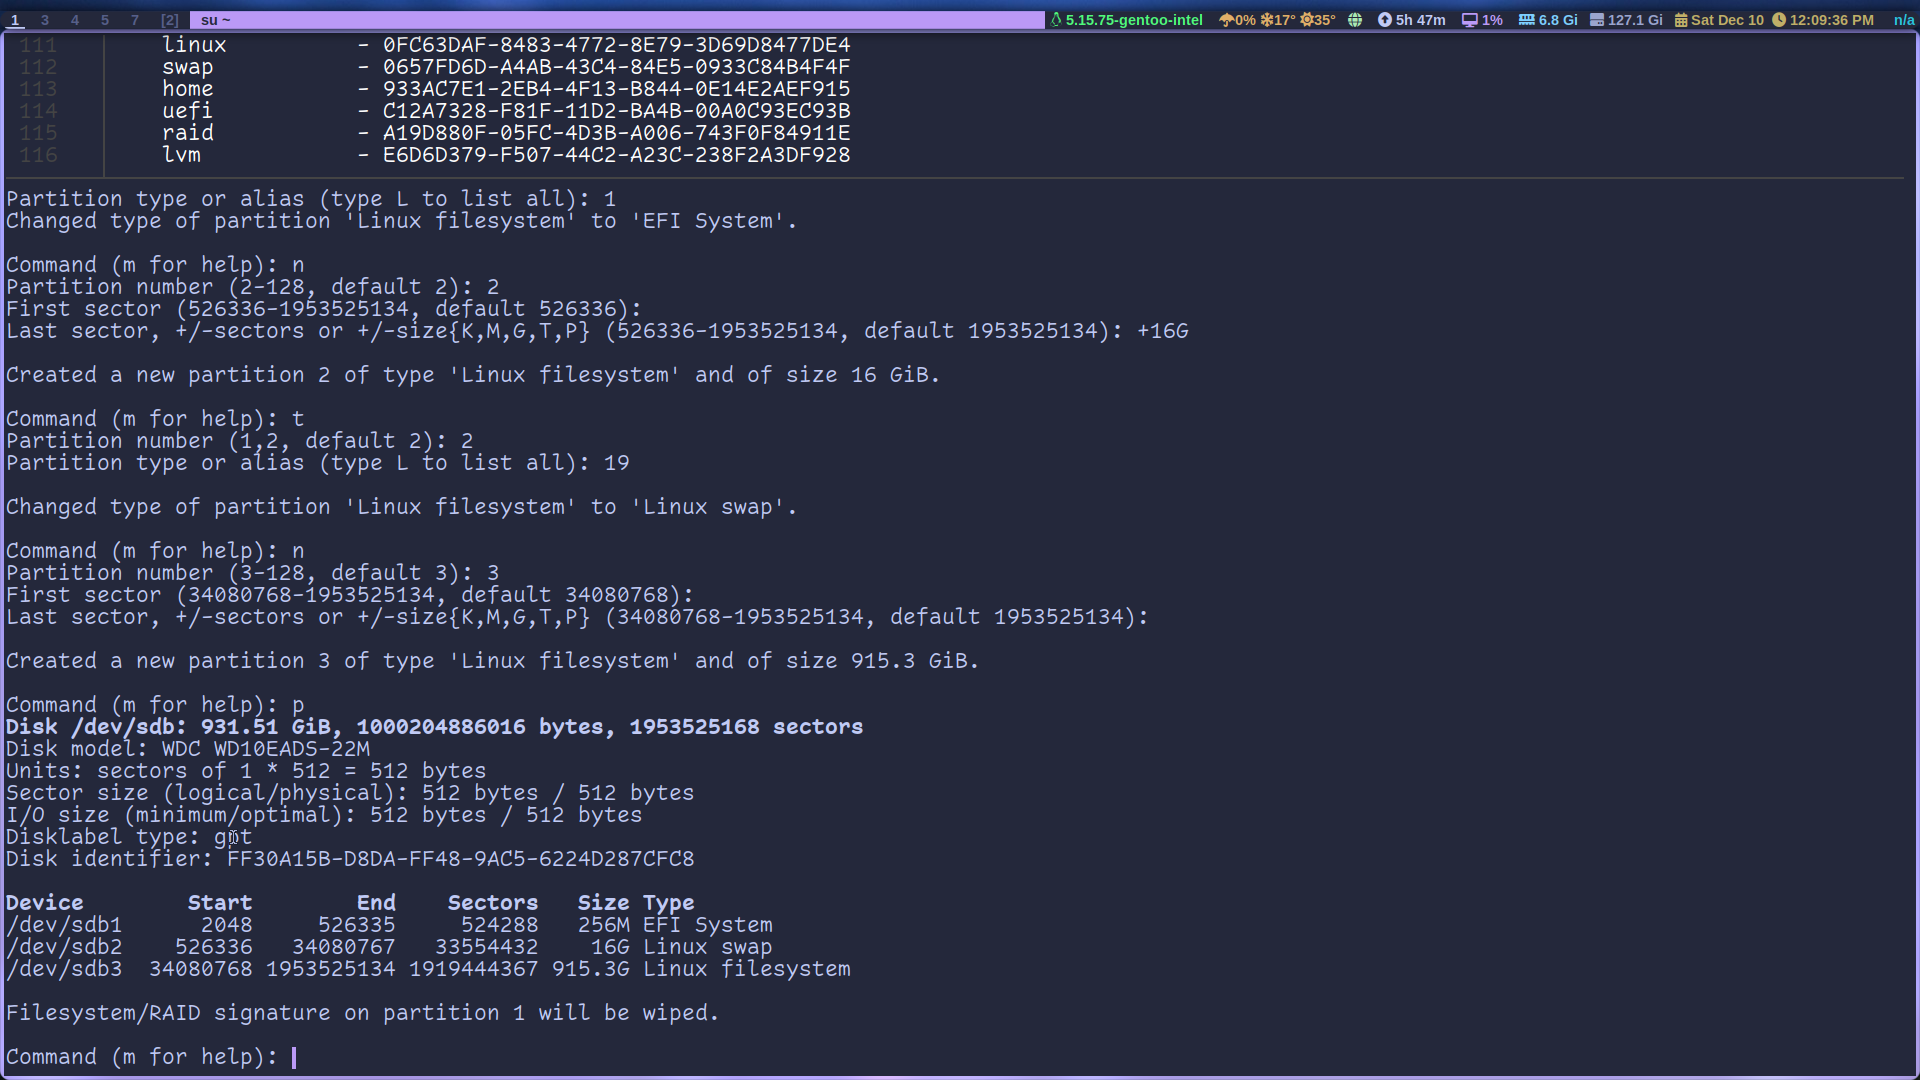 1 3 4 5 7 [2] su ~ 5.15.75-gentoo-intel 0% 17° 35° 5h 47m 1% 6.8 Gi 127.1 Gi Sat Dec 10 12:09:36 PM n/a
111 linux - 0FC63DAF-8483-4772-8E79-3D69D8477DE4
112 swap - 0657FD6D-A4AB-43C4-84E5-0933C84B4F4F
113 home - 933AC7E1-2EB4-4F13-B844-0E14E2AEF915
114 uefi - C12A7328-F81F-11D2-BA4B-00A0C93EC93B
115 raid - A19D880F-05FC-4D3B-A006-743F0F84911E
116 lvm - E6D6D379-F507-44C2-A23C-238F2A3DF928
Partition type or alias (type L to list all): 1
Changed type of partition 'Linux filesystem' to 'EFI System'.
Command (m for help): n
Partition number (2-128, default 2): 2
First sector (526336-1953525134, default 526336):
Last sector, +/-sectors or +/-size{K,M,G,T,P} (526336-1953525134, default 1953525134): +16G
Created a new partition 2 of type 'Linux filesystem' and of size 16 GiB.
Command (m for help): t
Partition number (1,2, default 2): 2
Partition type or alias (type L to list all): 19
Changed type of partition 'Linux filesystem' to 'Linux swap'.
Command (m for help): n
Partition number (3-128, default 3): 3
First sector (34080768-1953525134, default 34080768):
Last sector, +/-sectors or +/-size{K,M,G,T,P} (34080768-1953525134, default 1953525134):
Created a new partition 3 of type 'Linux filesystem' and of size 915.3 GiB.
Command (m for help): p
Disk /dev/sdb: 931.51 GiB, 1000204886016 bytes, 1953525168 sectors
Disk model: WDC WD10EADS-22M
Units: sectors of 1 * 512 = 512 bytes
Sector size (logical/physical): 512 bytes / 512 bytes
I/O size (minimum/optimal): 512 bytes / 512 bytes
Disklabel type: gpt
Disk identifier: FF30A15B-D8DA-FF48-9AC5-6224D287CFC8
Device Start End Sectors Size Type
/dev/sdb1 2048 526335 524288 256M EFI System
/dev/sdb2 526336 34080767 33554432 16G Linux swap
/dev/sdb3 34080768 1953525134 1919444367 915.3G Linux filesystem
Filesystem/RAID signature on partition 1 will be wiped.
Command (m for help):